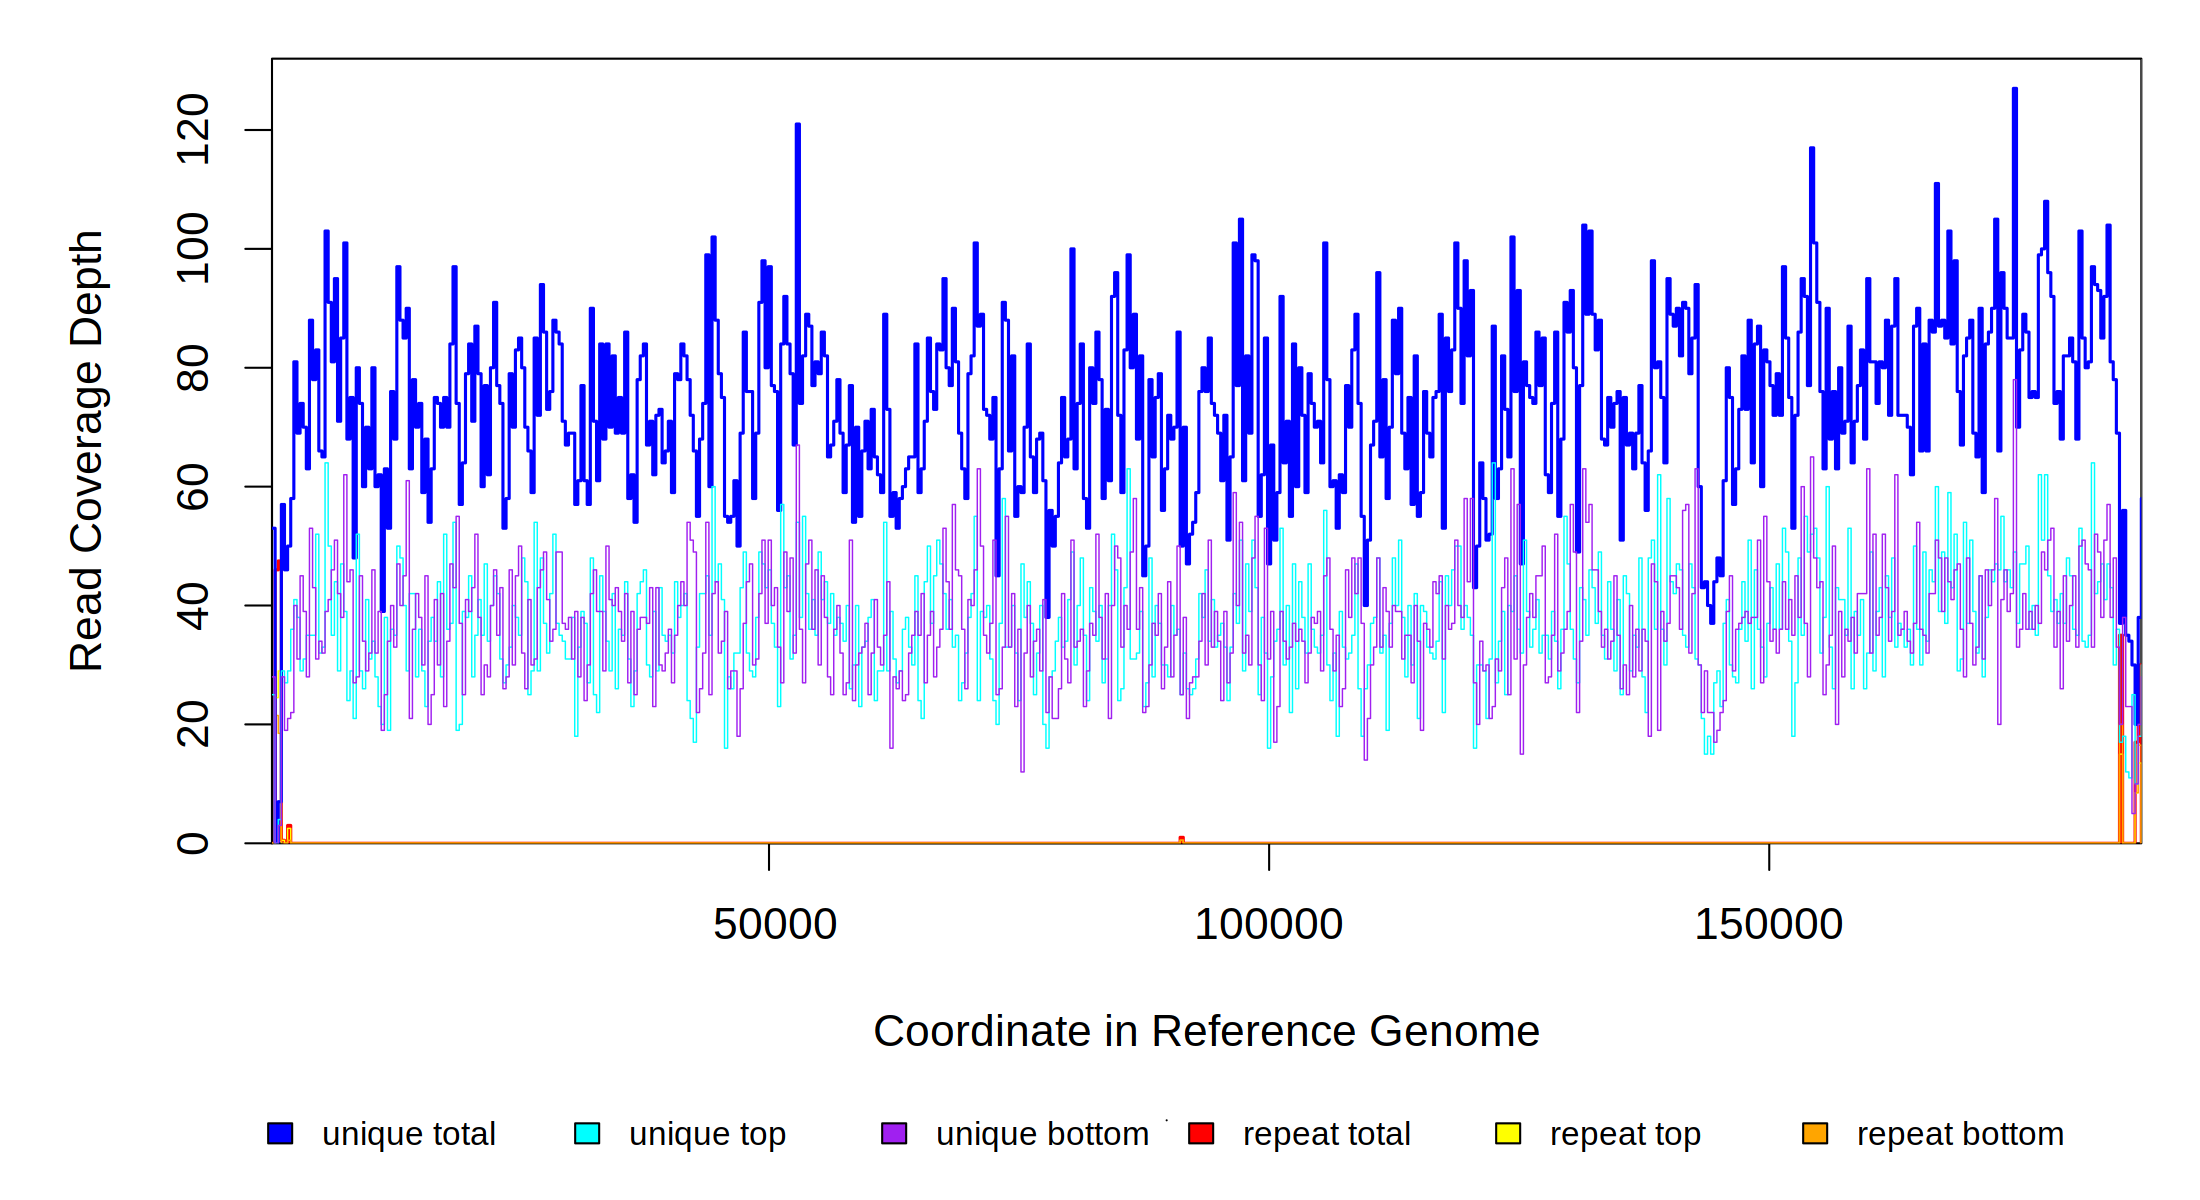 Read Coverage Depth
120
100
80
60
40
20
0
50000 100000 150000
Coordinate in Reference Genome
unique total unique top unique bottom repeat total repeat top repeat bottom